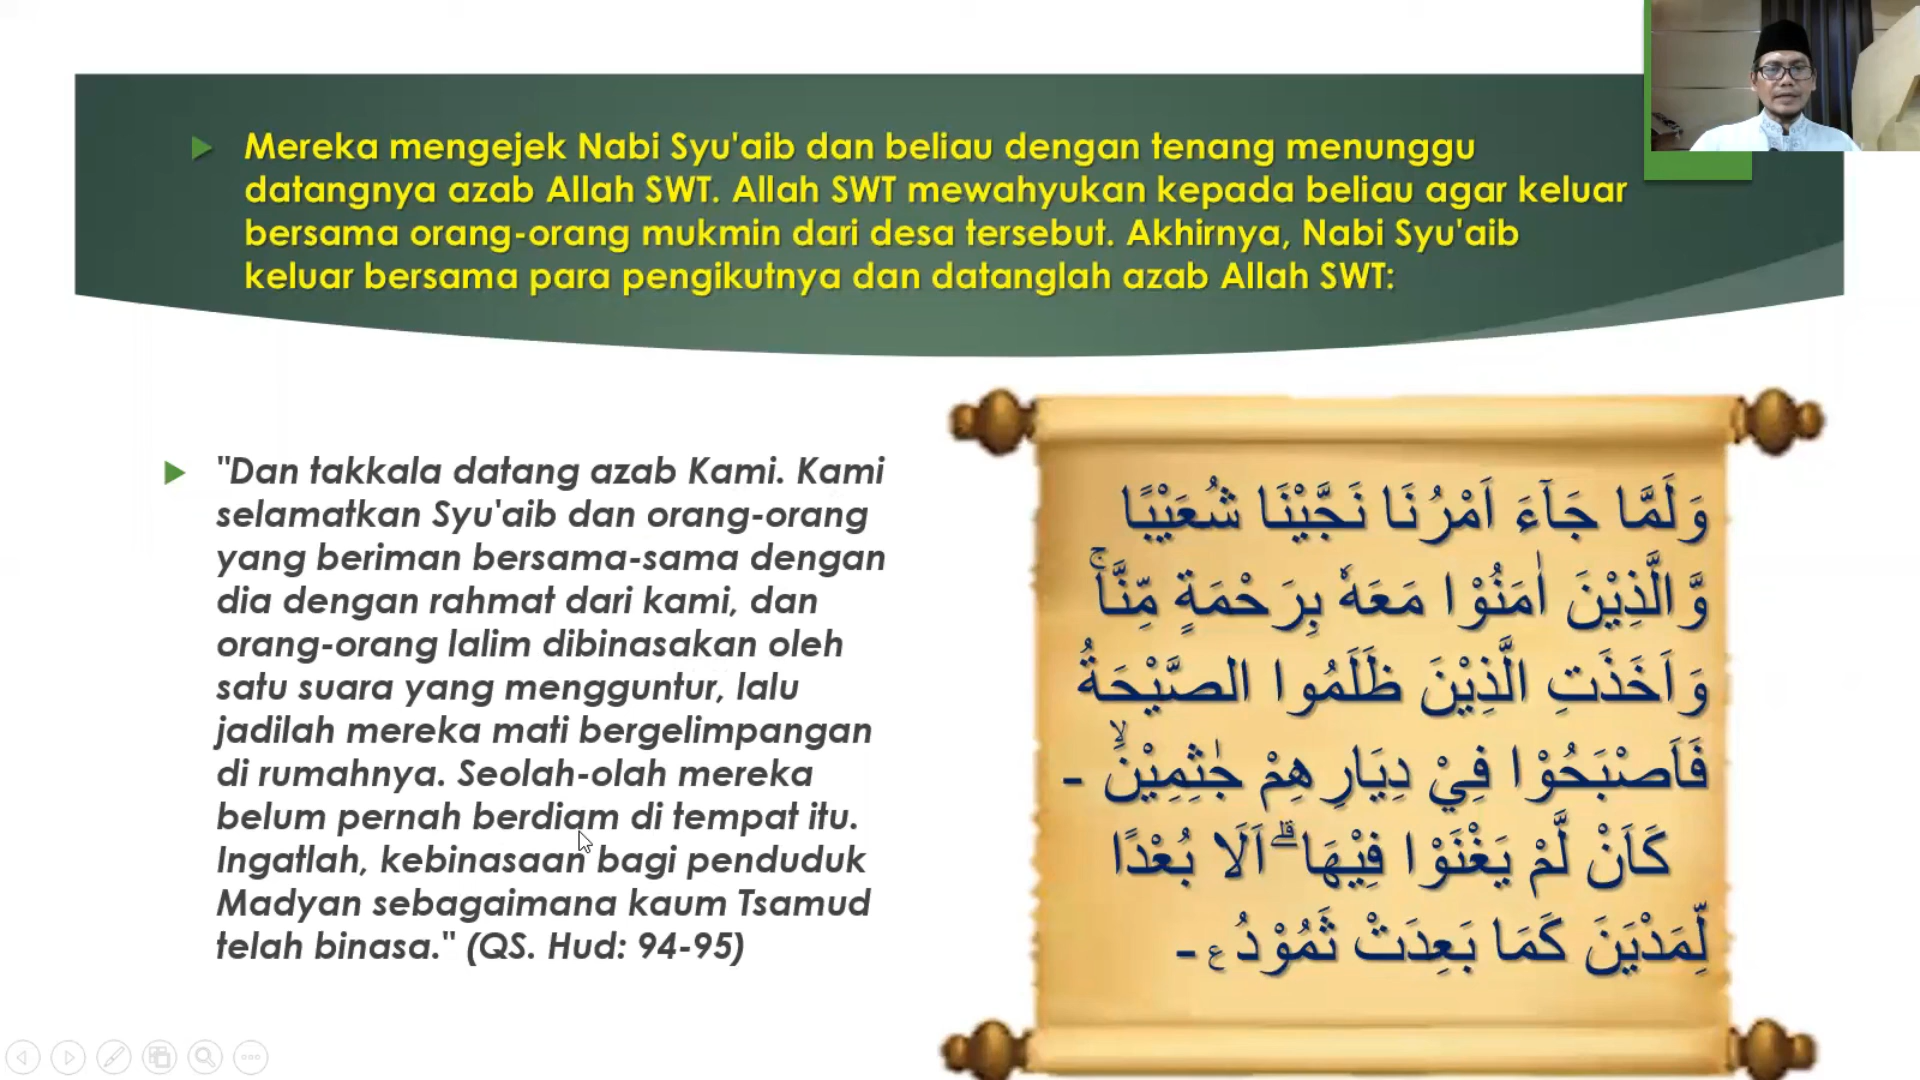 Mereka mengejek Nabi Syu'aib dan beliau dengan tenang menunggu
datangnya azab Allah SWT. Allah SWT mewahyukan kepada beliau agar keluar
bersama orang-orang mukmin dari desa tersebut. Akhirnya, Nabi Syu'aib
keluar bersama para pengikutnya dan datanglah azab Allah SWT:
"Dan takkala datang azab Kami. Kami
selamatkan Syu'aib dan orang-orang
yang beriman bersama-sama dengan
dia dengan rahmat dari kami, dan
orang-orang lalim dibinasakan oleh
satu suara yang mengguntur, lalu
jadilah mereka mati bergelimpangan
di rumahnya. Seolah-olah mereka
belum pernah berdiam di tempat itu.
Ingatlah, kebinasaan bagi penduduk
Madyan sebagaimana kaum Tsamud
telah binasa." (QS. Hud: 94-95)
وَلَمَّا جَاۤءَ اَمْرُنَا نَجَّيْنَا شُعَيْبًا
وَّالَّذِيْنَ اٰمَنُوْا مَعَهٗ بِرَحْمَةٍ مِّنَّاۚ
وَاَخَذَتِ الَّذِيْنَ ظَلَمُوا الصَّيْحَةُ
فَاَصْبَحُوْا فِيْ دِيَارِهِمْ جٰثِمِيْنَۙ -
كَاَنْ لَّمْ يَغْنَوْا فِيْهَا ۗ اَلَا بُعْدًا
لِّمَدْيَنَ كَمَا بَعِدَتْ ثَمُوْدُ ࣖ -